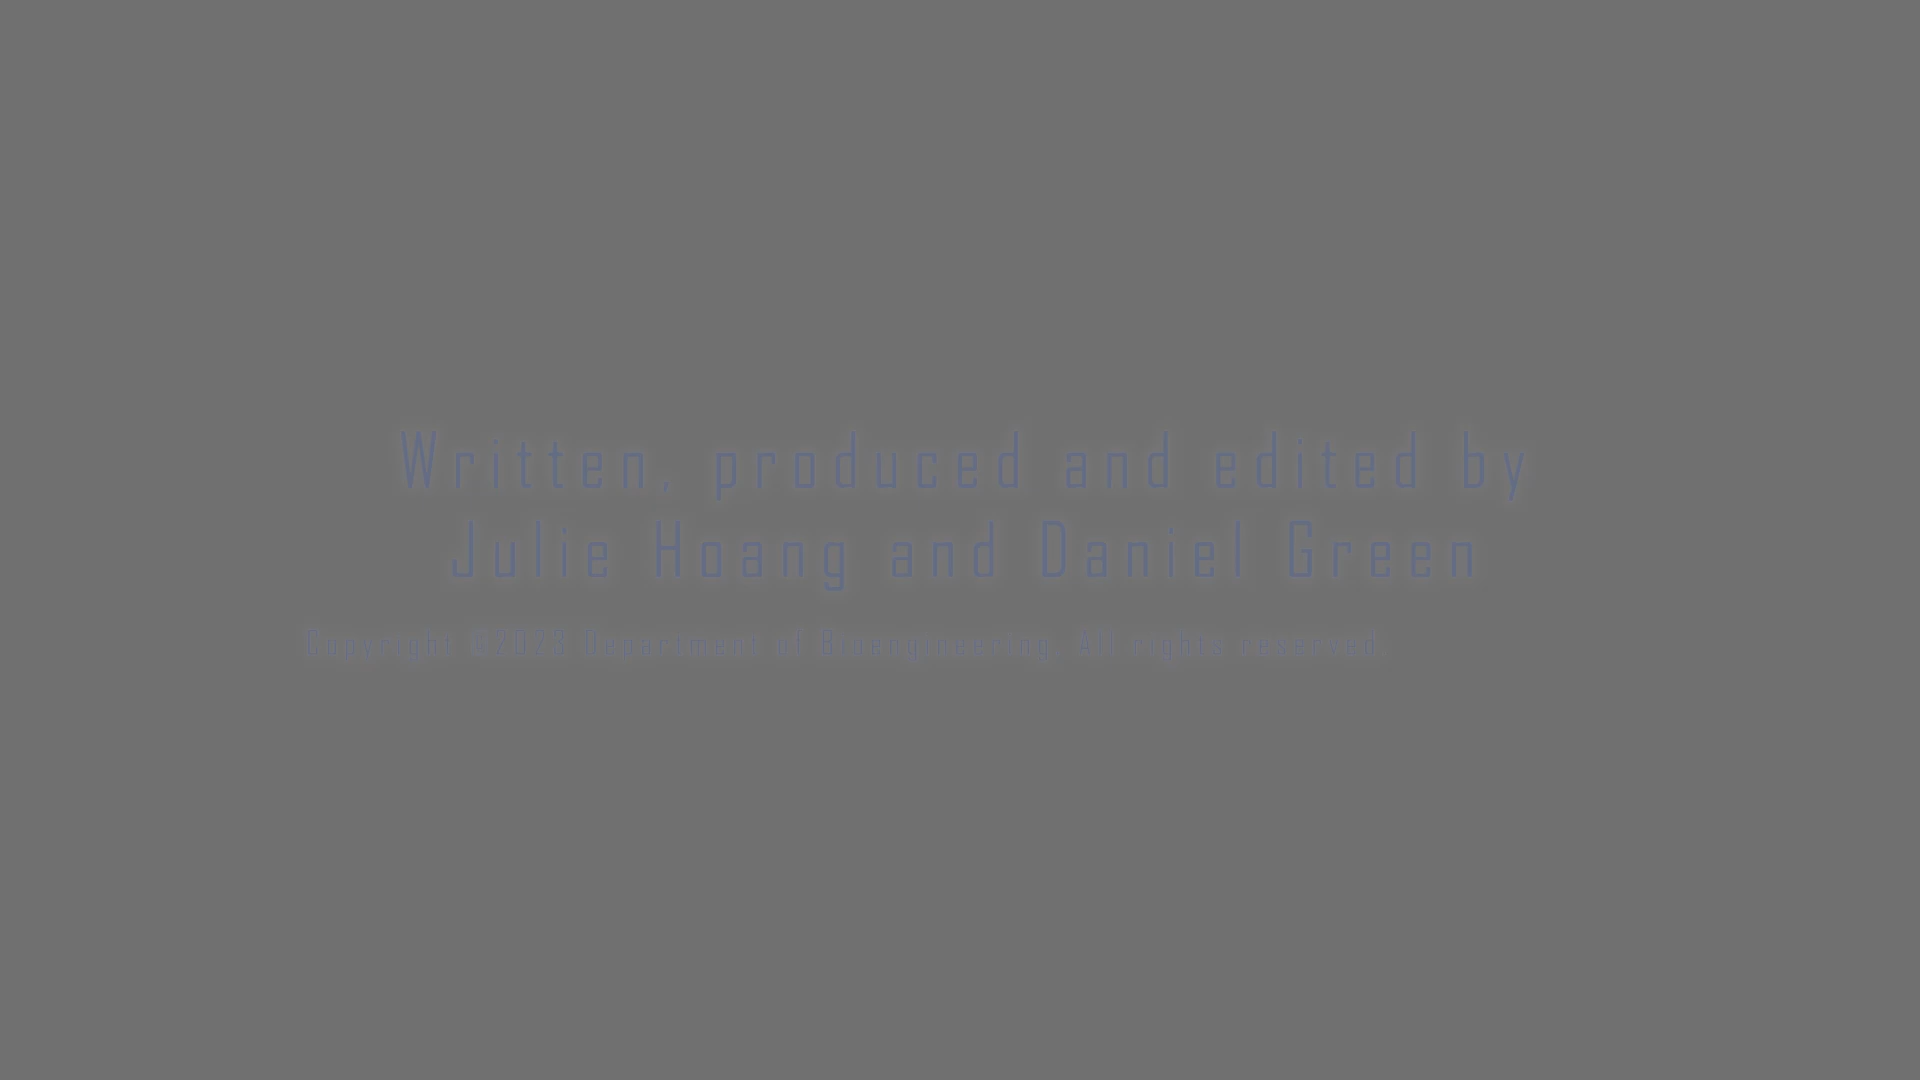 Written, produced and edited by
Julie Hoang and Daniel Green
Copyright ©2023 Department of Bioengineering. All rights reserved.